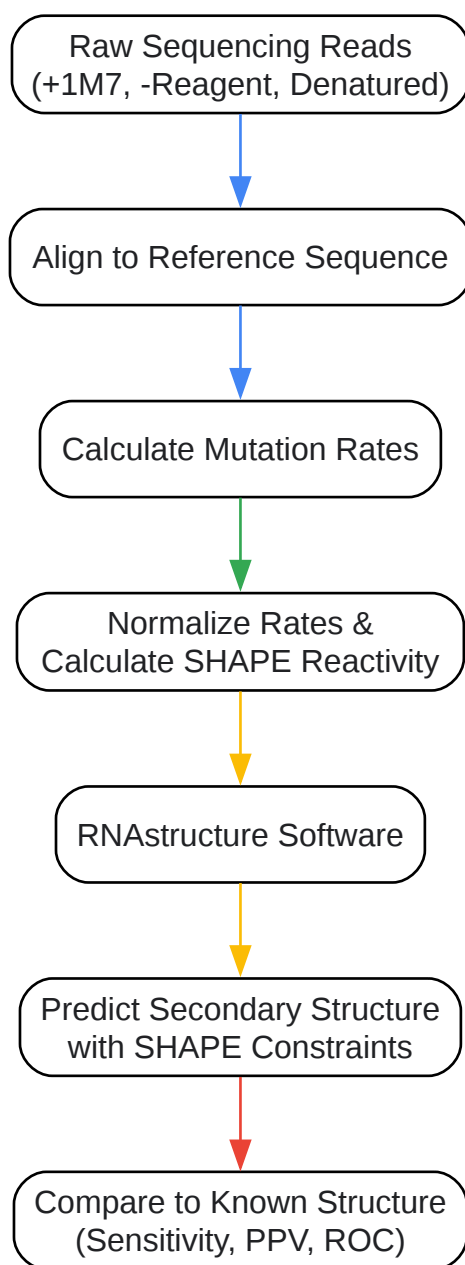 Raw Sequencing Reads
(+1M7, -Reagent, Denatured)
Align to Reference Sequence
Calculate Mutation Rates
Normalize Rates &
Calculate SHAPE Reactivity
RNAstructure Software
Predict Secondary Structure
with SHAPE Constraints
Compare to Known Structure
(Sensitivity, PPV, ROC)